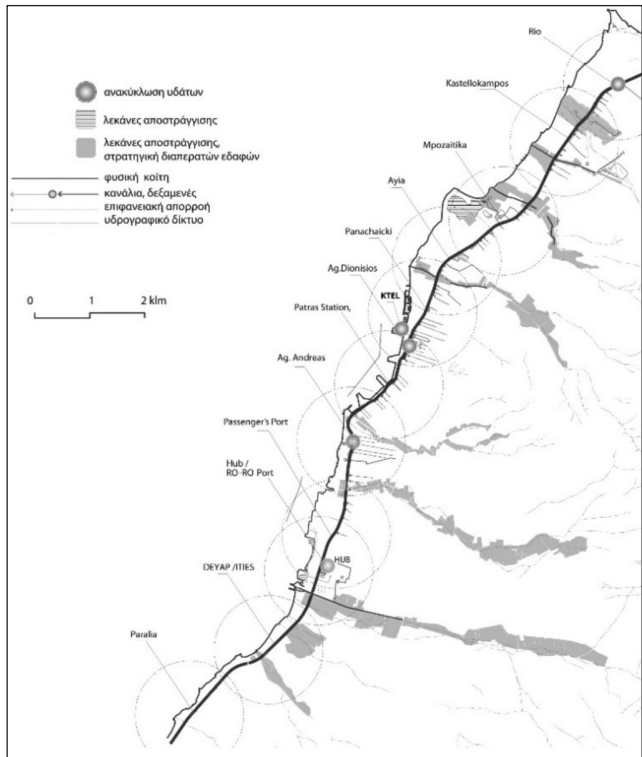 ανακύκλωση υδάτων
λεκάνες αποστράγγισης
λεκάνες αποστράγγισης,
στρατηγική διαπερατών εδαφών
φυσική κοίτη
κανάλια, δεξαμενές
επιφανειακή απορροή
υδρογραφικό δίκτυο
0 1 2 klm
Rio
Kastellokampos
Mpozaitika
Ayia
Panachaicki
Ag.Dionisios
KTEL
Patras Station,
Ag. Andreas
Passenger's Port
Hub /
RO-RO Port
HUB
DEYAP /ITIES
Paralia